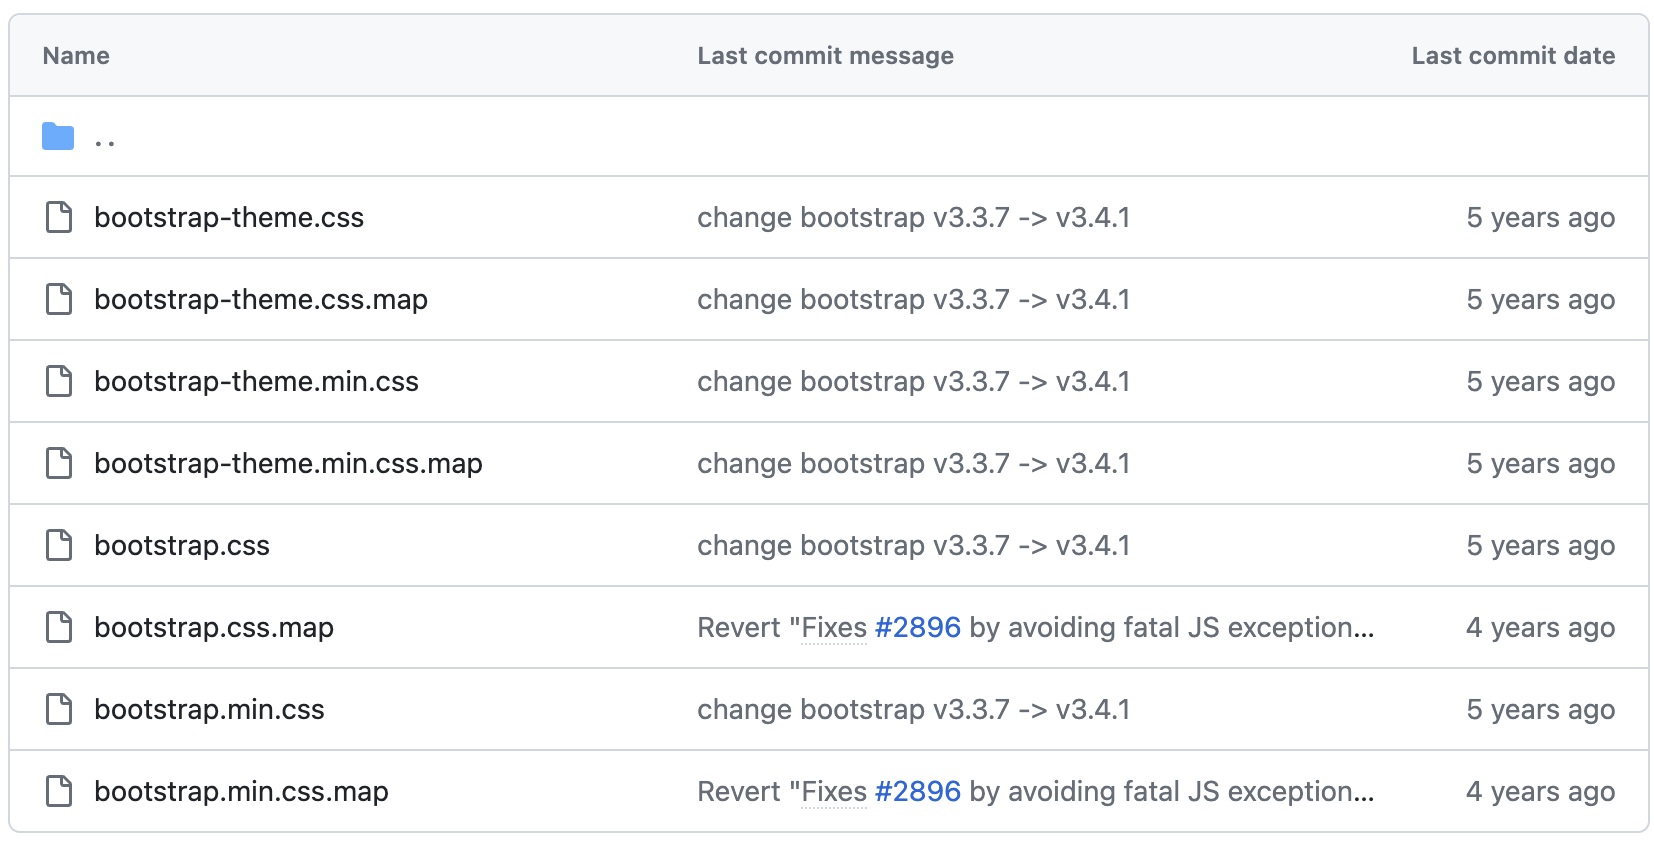 Name Last commit message Last commit date
..
bootstrap-theme.css change bootstrap v3.3.7 -> v3.4.1 5 years ago
bootstrap-theme.css.map change bootstrap v3.3.7 -> v3.4.1 5 years ago
bootstrap-theme.min.css change bootstrap v3.3.7 -> v3.4.1 5 years ago
bootstrap-theme.min.css.map change bootstrap v3.3.7 -> v3.4.1 5 years ago
bootstrap.css change bootstrap v3.3.7 -> v3.4.1 5 years ago
bootstrap.css.map Revert "Fixes #2896 by avoiding fatal JS exception... 4 years ago
bootstrap.min.css change bootstrap v3.3.7 -> v3.4.1 5 years ago
bootstrap.min.css.map Revert "Fixes #2896 by avoiding fatal JS exception... 4 years ago